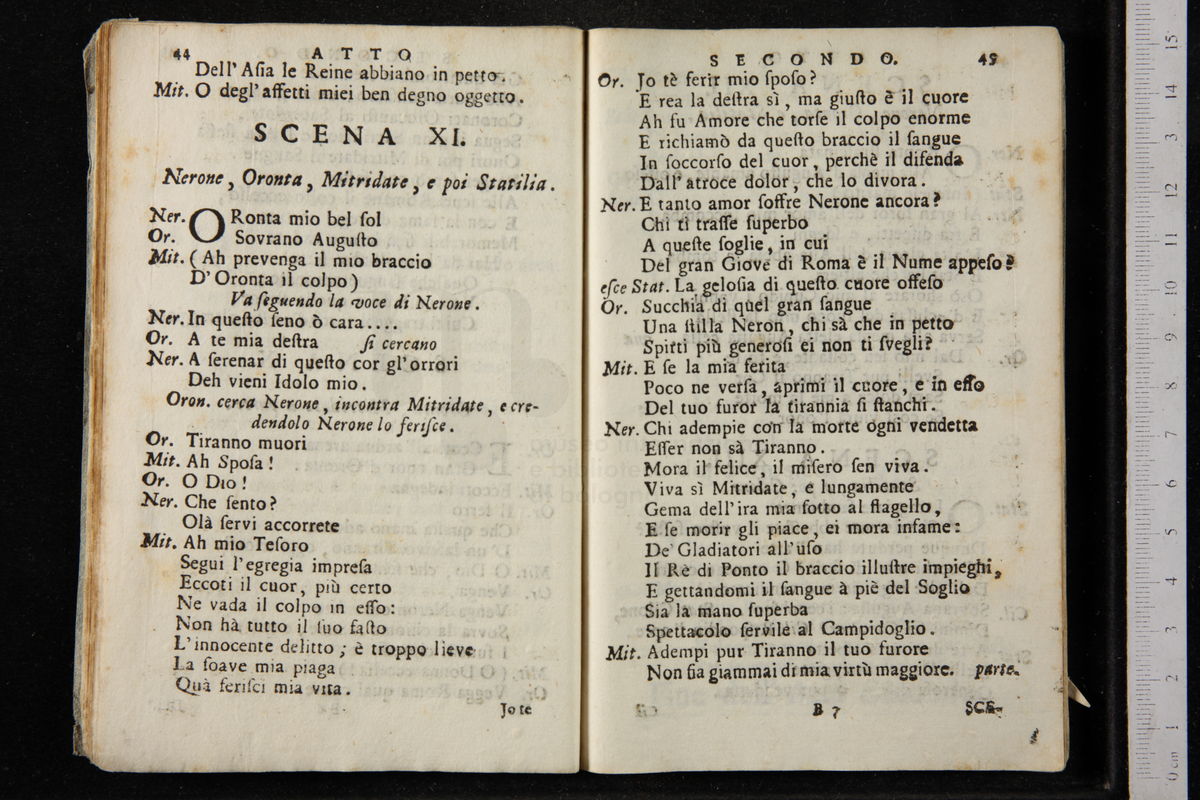 44 ATTO
Dell' Aſia le Reine abbiano in petto.
Mit. O degl' affetti miei ben degno oggetto.
SCENA XI.
Nerone, Oronta, Mitridate, e poi Statilia.
Ner. ORonta mio bel ſol
Or. Sovrano Auguſto
Mit. (Ah prevenga il mio braccio
D' Oronta il colpo)
Va ſeguendo la voce di Nerone.
Ner. In queſto ſeno ò cara....
Or. A te mia deſtra ſi cercano
Ner. A ſerenar di queſto cor gl' orrori
Deh vieni Idolo mio.
Oron. cerca Nerone, incontra Mitridate, e cre-
dendolo Nerone lo feriſce.
Or. Tiranno muori
Mit. Ah Spoſa!
Or. O Dio!
Ner. Che ſento?
Olà ſervi accorrete
Mit. Ah mio Teſoro
Segui l'egregia impreſa
Eccoti il cuor, più certo
Ne vada il colpo in eſſo:
Non hà tutto il ſuo faſto
L'innocente delitto; è troppo lieve
La ſoave mia piaga
Quà feriſci mia vita.
Jo te
SECONDO. 45
Or. Jo tè ferir mio ſpoſo?
E rea la deſtra sì, ma giuſto è il cuore
Ah fu Amore che torſe il colpo enorme
E richiamò da queſto braccio il ſangue
In ſoccorſo del cuor, perchè il difenda
Dall' atroce dolor, che lo divora.
Ner. E tanto amor ſoffre Nerone ancora?
Chi ti traſſe ſuperbo
A queſte ſoglie, in cui
Del gran Giove di Roma è il Nume appeſo?
eſce Stat. La geloſia di queſto cuore offeſo
Or. Succhia di quel gran ſangue
Una ſtilla Neron, chi sà che in petto
Spirti più generoſi ei non ti ſvegli?
Mit. E ſe la mia ferita
Poco ne verſa, aprimi il cuore, e in eſſo
Del tuo furor la tirannia ſi ſtanchi.
Ner. Chi adempie con la morte ogni vendetta
Eſſer non sà Tiranno.
Mora il felice, il miſero ſen viva.
Viva sì Mitridate, e lungamente
Gema dell'ira mia ſotto al flagello,
E ſe morir gli piace, ei mora infame:
De' Gladiatori all'uſo
Il Rè di Ponto il braccio illuſtre impieghi,
E gettandomi il ſangue à piè del Soglio
Sia la mano ſuperba
Spettacolo ſervile al Campidoglio.
Mit. Adempi pur Tiranno il tuo furore
Non ſia giammai di mia virtù maggiore. parte.
B 7 SCE-